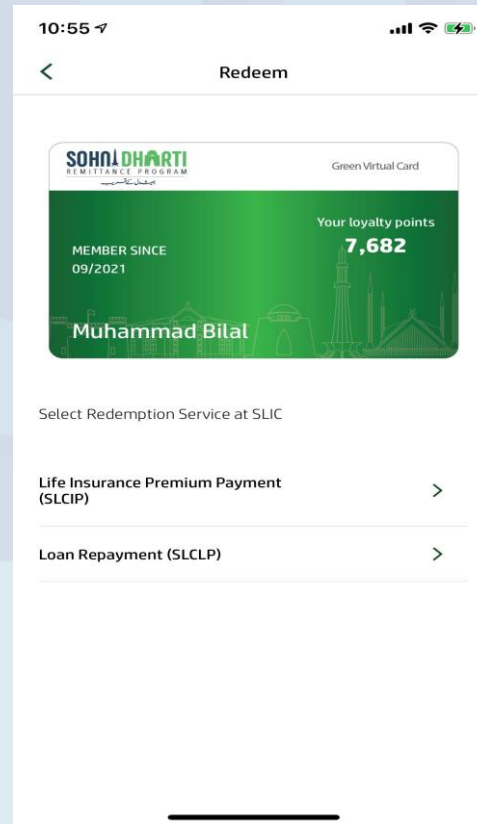 10:55
Redeem
SOHNI DHARTI
REMITTANCE PROGRAM
Green Virtual Card
Your loyalty points
7,682
MEMBER SINCE
09/2021
Muhammad Bilal
Select Redemption Service at SLIC
Life Insurance Premium Payment
(SLCIP)
Loan Repayment (SLCLP)